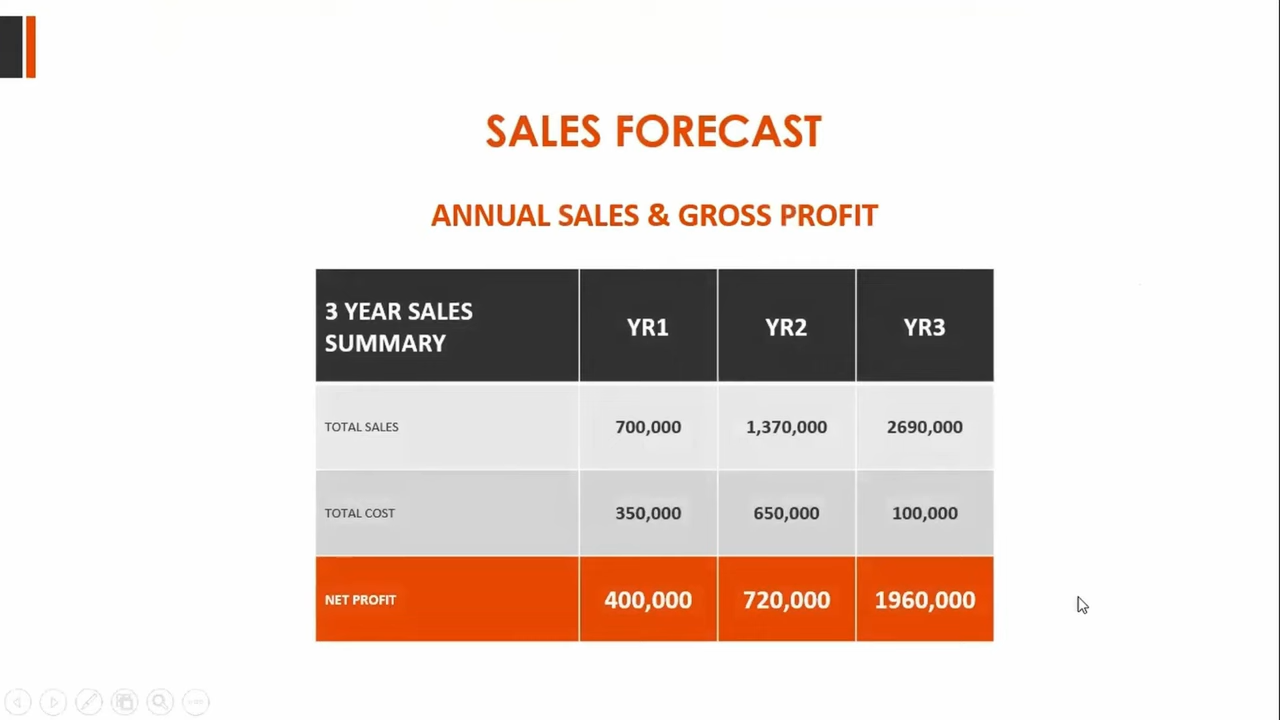 SALES FORECAST
ANNUAL SALES & GROSS PROFIT
3 YEAR SALES
SUMMARY
YR1
YR2
YR3
TOTAL SALES
700,000
1,370,000
2690,000
TOTAL COST
350,000
650,000
100,000
NET PROFIT
400,000
720,000
1960,000